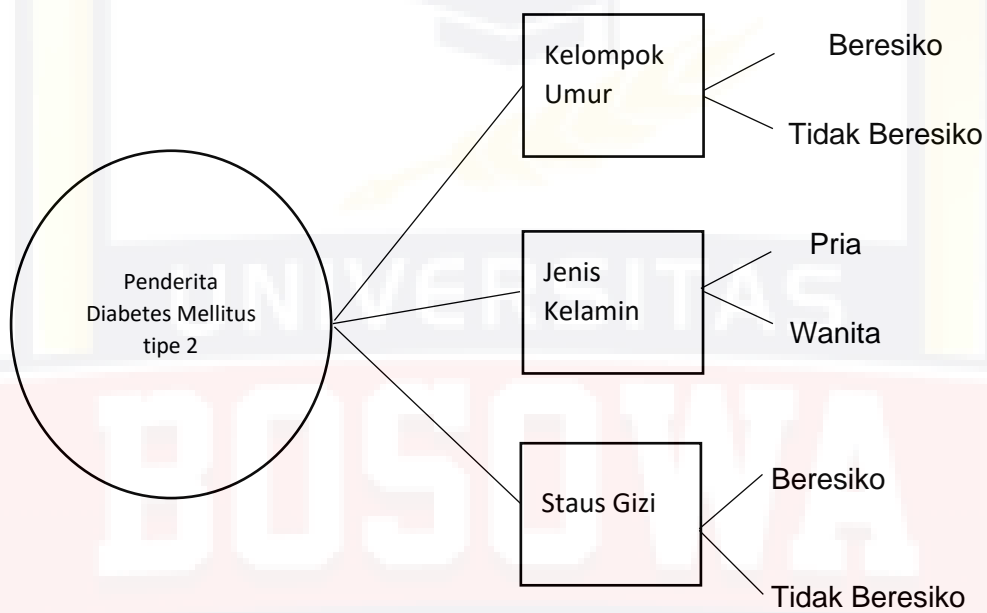 Kelompok
Umur
Beresiko
Tidak Beresiko
Penderita
Diabetes Mellitus
tipe 2
Jenis
Kelamin
Pria
Wanita
Staus Gizi
Beresiko
Tidak Beresiko
UNIVERSITAS
BOSOWA